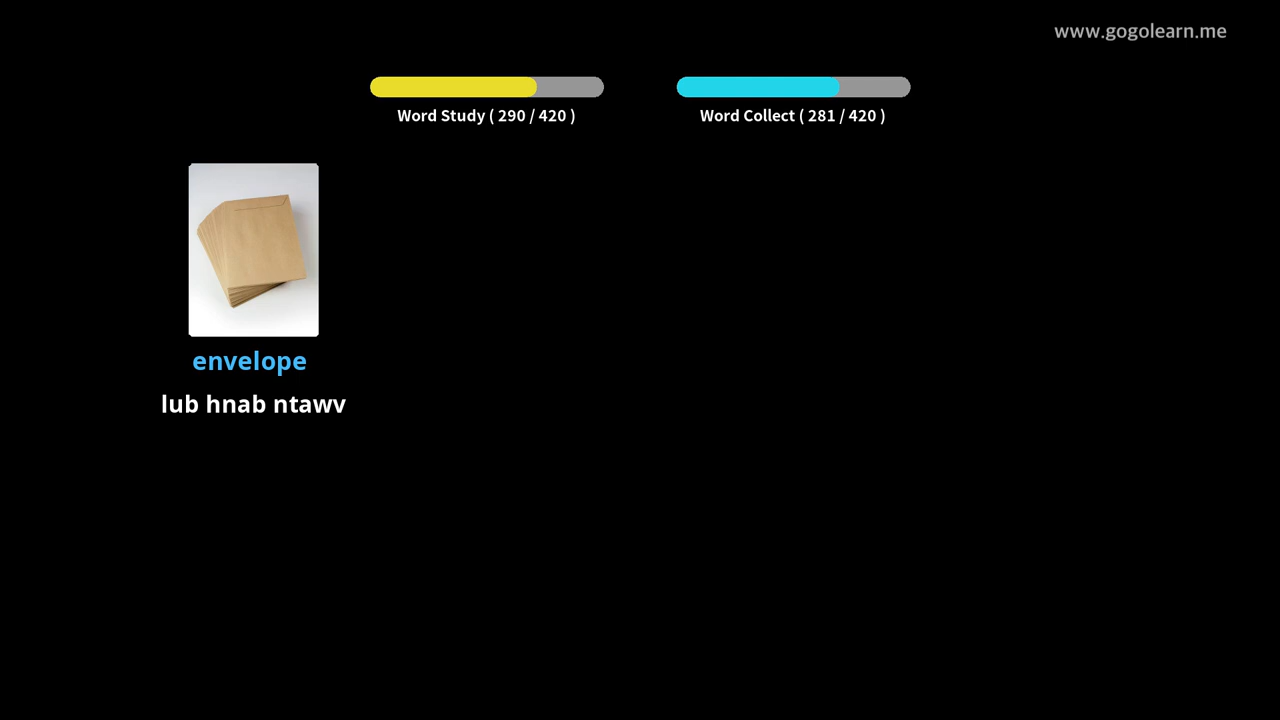 www.gogolearn.me
Word Study ( 290 / 420 )
Word Collect ( 281 / 420 )
envelope
lub hnab ntawv